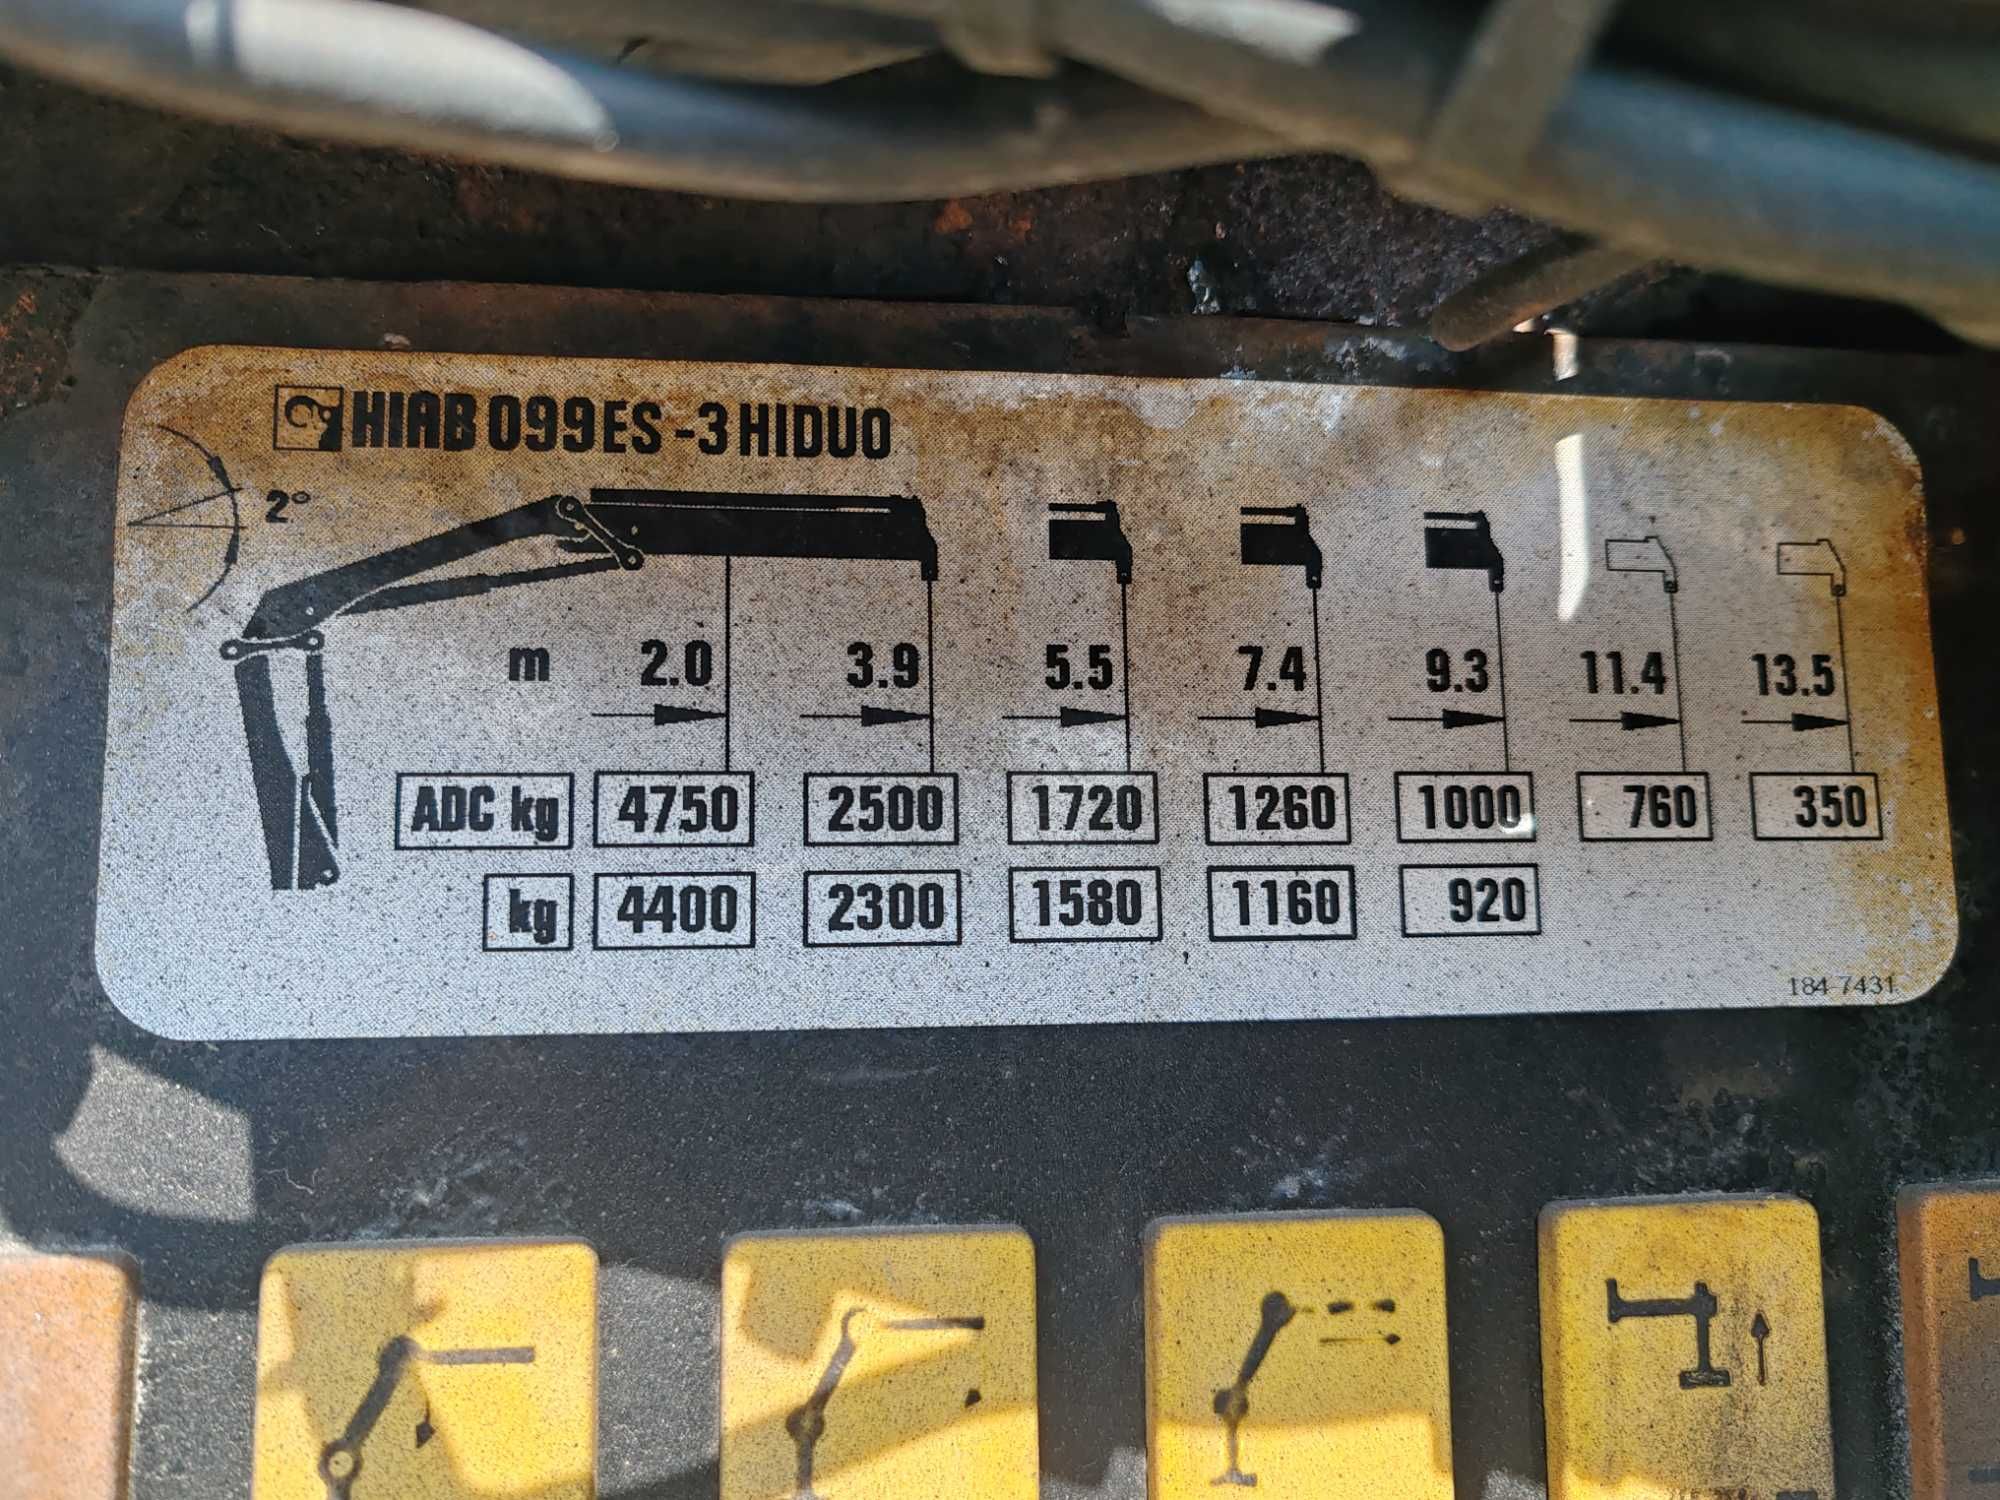 HIAB 099ES-3 HIDUO
2°
m 2.0 3.9 5.5 7.4 9.3 11.4 13.5
ADC kg 4750 2500 1720 1260 1000 760 350
kg 4400 2300 1580 1160 920
184 7431